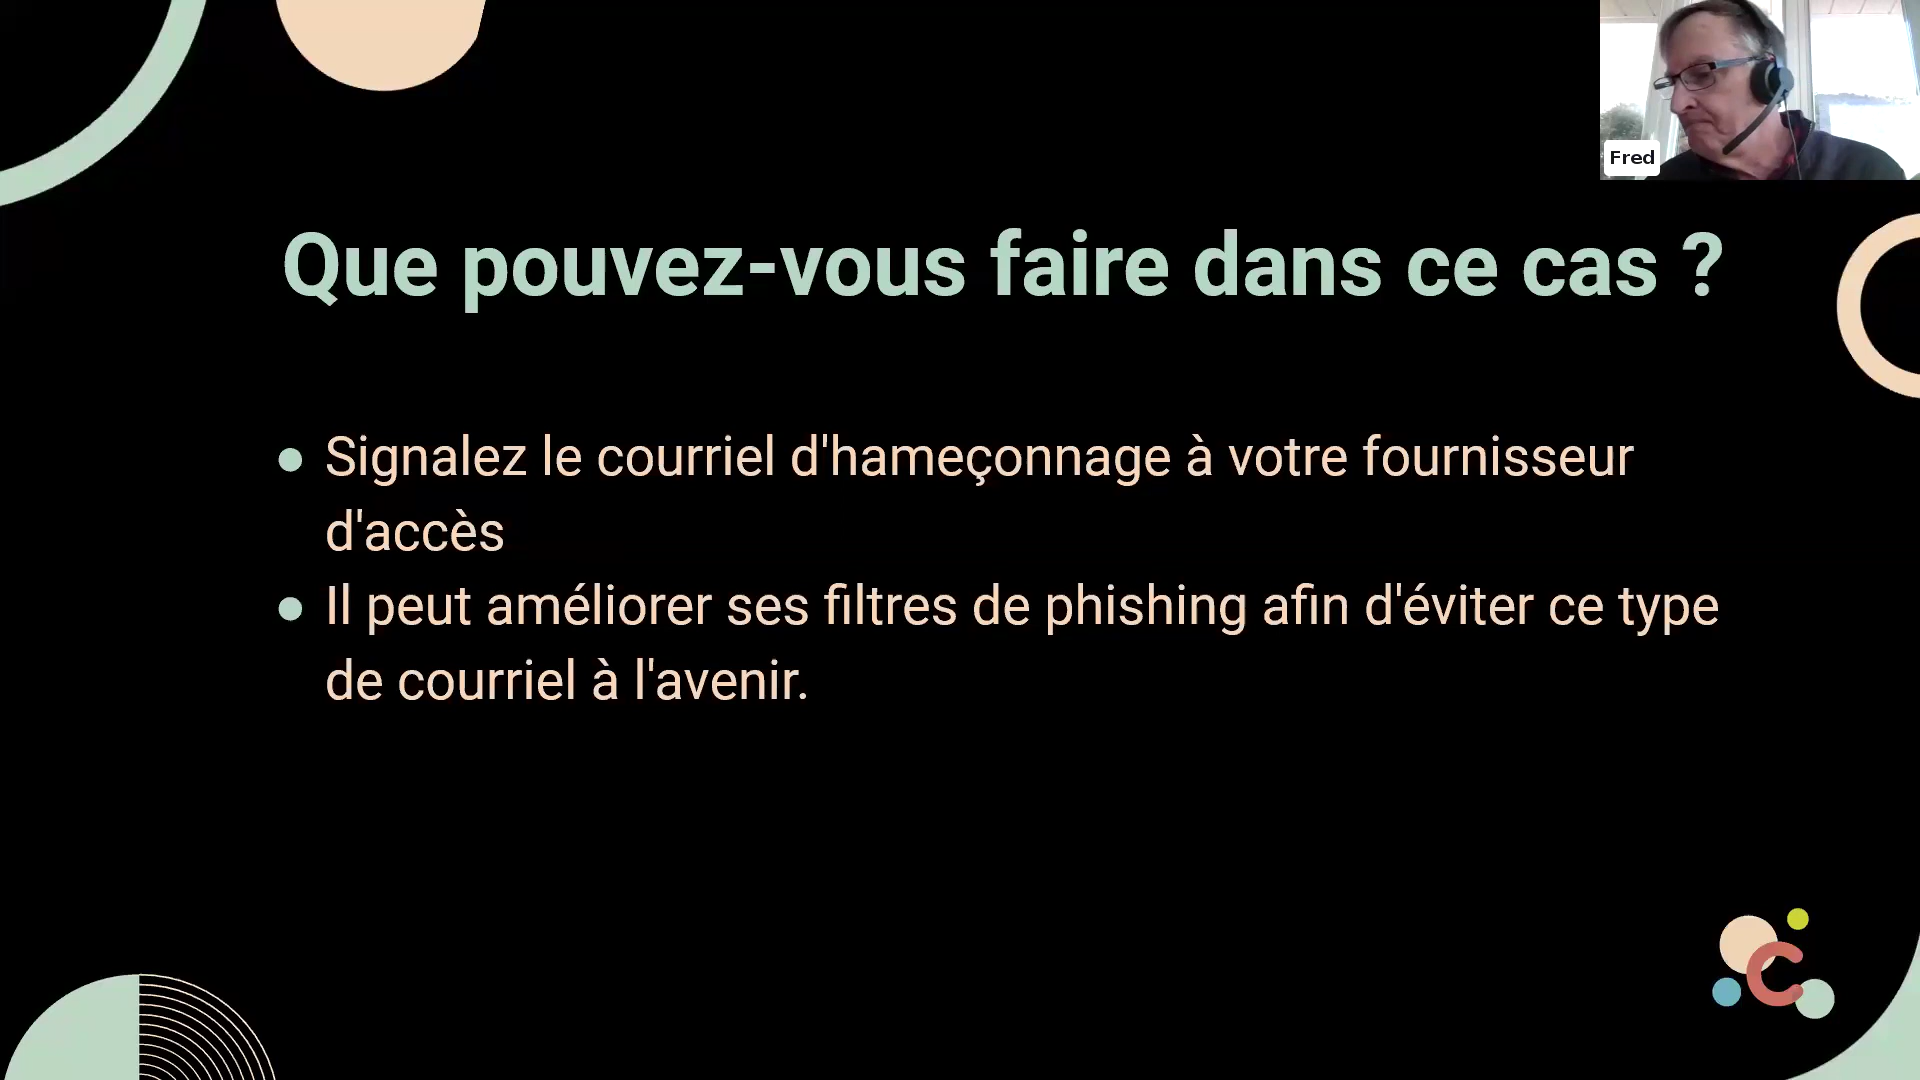 Fred
Que pouvez-vous faire dans ce cas ?
Signalez le courriel d'hameçonnage à votre fournisseur
d'accès
Il peut améliorer ses filtres de phishing afin d'éviter ce type
de courriel à l'avenir.